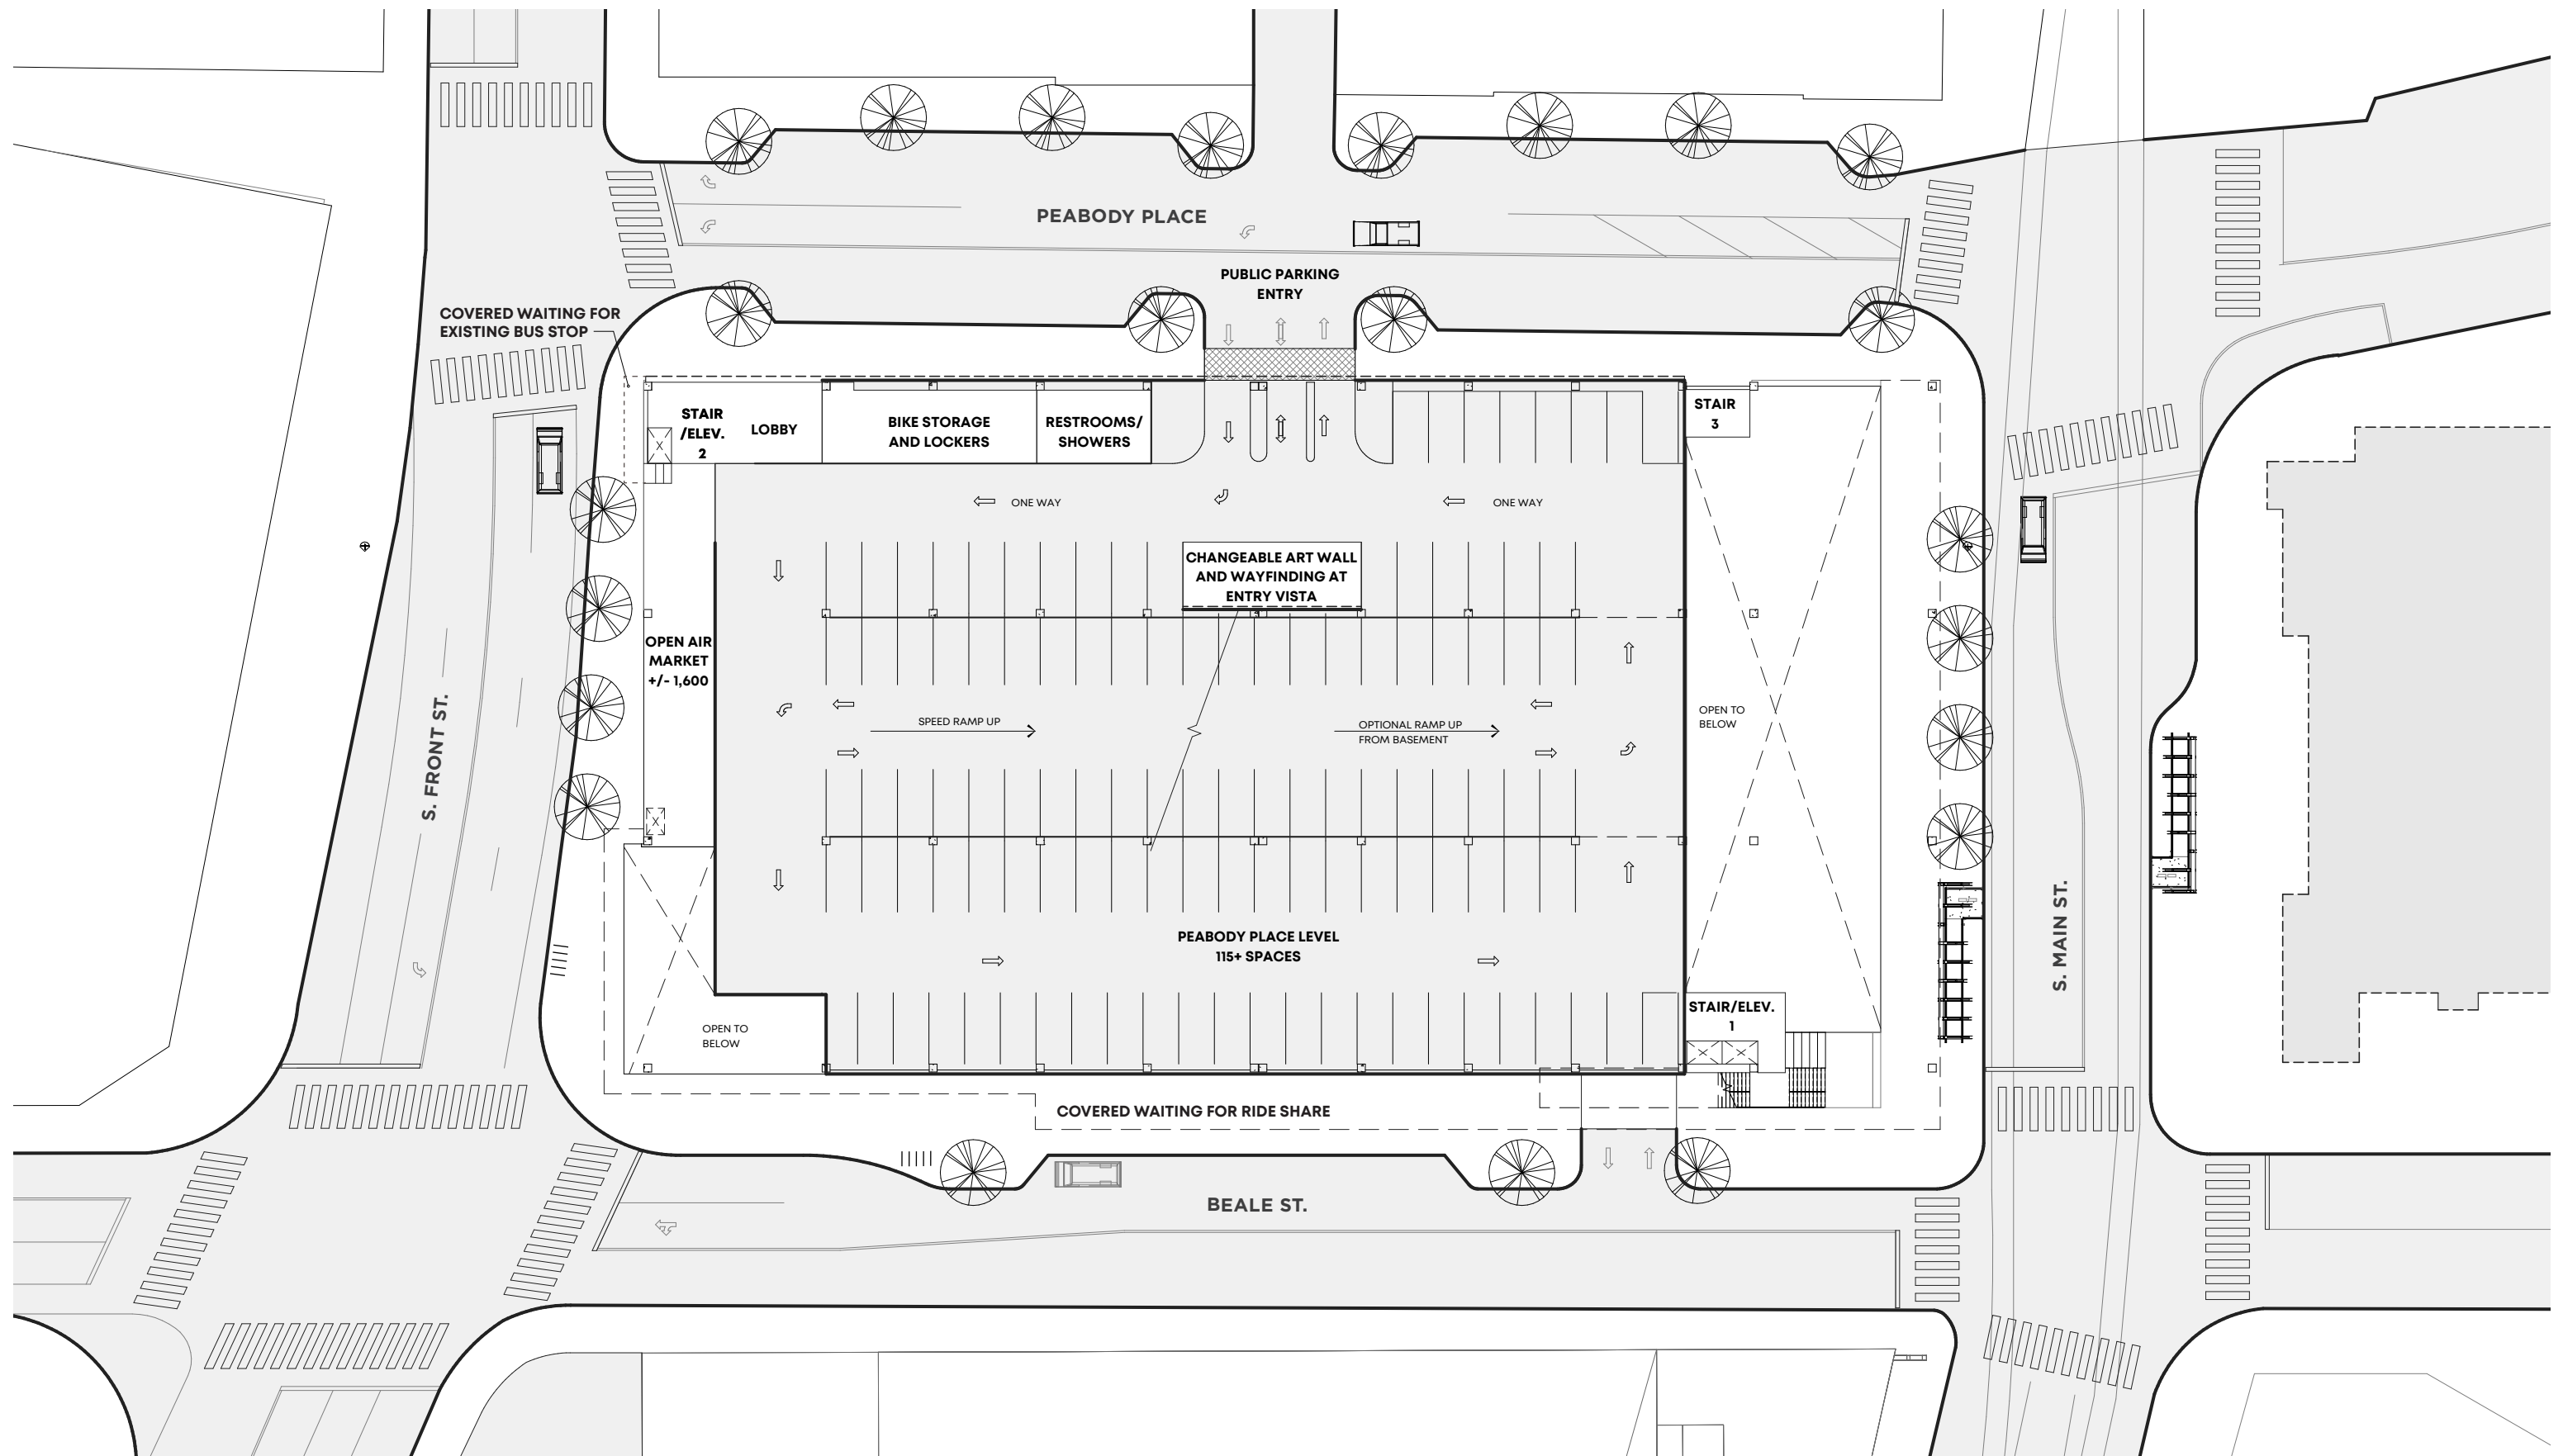 PEABODY PLACE
PUBLIC PARKING
ENTRY
COVERED WAITING FOR
EXISTING BUS STOP
STAIR
/ELEV.
2
LOBBY
BIKE STORAGE
AND LOCKERS
RESTROOMS/
SHOWERS
STAIR
3
ONE WAY
ONE WAY
CHANGEABLE ART WALL
AND WAYFINDING AT
ENTRY VISTA
OPEN AIR
MARKET
+/- 1,600
S. FRONT ST.
SPEED RAMP UP
OPTIONAL RAMP UP
FROM BASEMENT
OPEN TO
BELOW
S. MAIN ST.
PEABODY PLACE LEVEL
115+ SPACES
OPEN TO
BELOW
STAIR/ELEV.
1
COVERED WAITING FOR RIDE SHARE
BEALE ST.